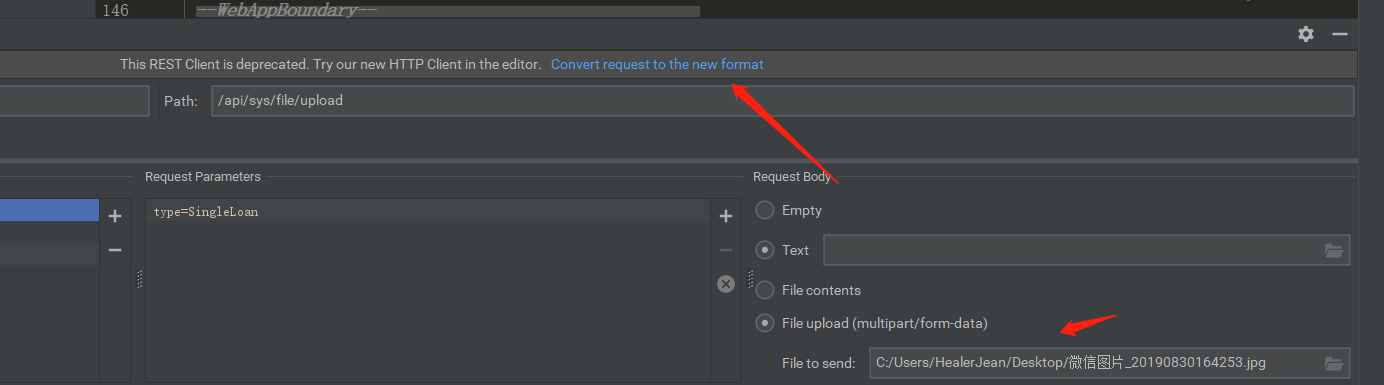 146 --WebAppBoundary--
This REST Client is deprecated. Try our new HTTP Client in the editor. Convert request to the new format
Path: /api/sys/file/upload
Request Parameters
Request Body
type=SingleLoan
Empty
Text
File contents
File upload (multipart/form-data)
File to send: C:/Users/HealerJean/Desktop/微信图片_20190830164253.jpg